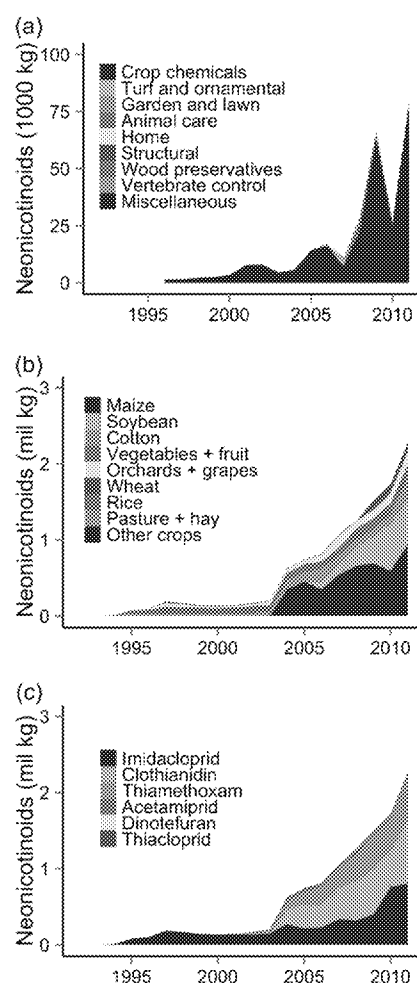 (a)
Neonicotinoids (1000 kg)
100
75
50
25
0
Crop chemicals
Turf and ornamental
Garden and lawn
Animal care
Home
Structural
Wood preservatives
Vertebrate control
Miscellaneous
1995 2000 2005 2010
(b)
Neonicotinoids (mil kg)
3
2
1
0
Maize
Soybean
Cotton
Vegetables + fruit
Orchards + grapes
Wheat
Rice
Pasture + hay
Other crops
1995 2000 2005 2010
(c)
Neonicotinoids (mil kg)
3
2
1
0
Imidacloprid
Clothianidin
Thiamethoxam
Acetamiprid
Dinotefuran
Thiacloprid
1995 2000 2005 2010